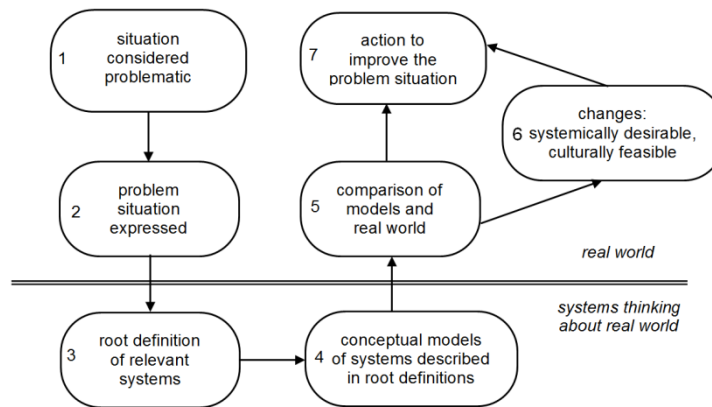 1
situation
considered
problematic
2
problem
situation
expressed
3
root definition
of relevant
systems
4
conceptual models
of systems described
in root definitions
5
comparison of
models and
real world
6
changes:
systemically desirable,
culturally feasible
7
action to
improve the
problem situation
real world
systems thinking
about real world